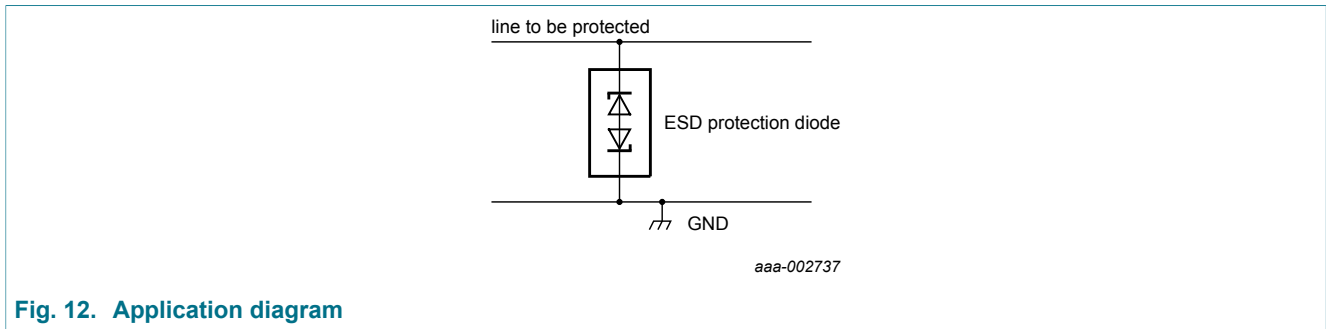 line to be protected
ESD protection diode
GND
aaa-002737
Fig. 12. Application diagram